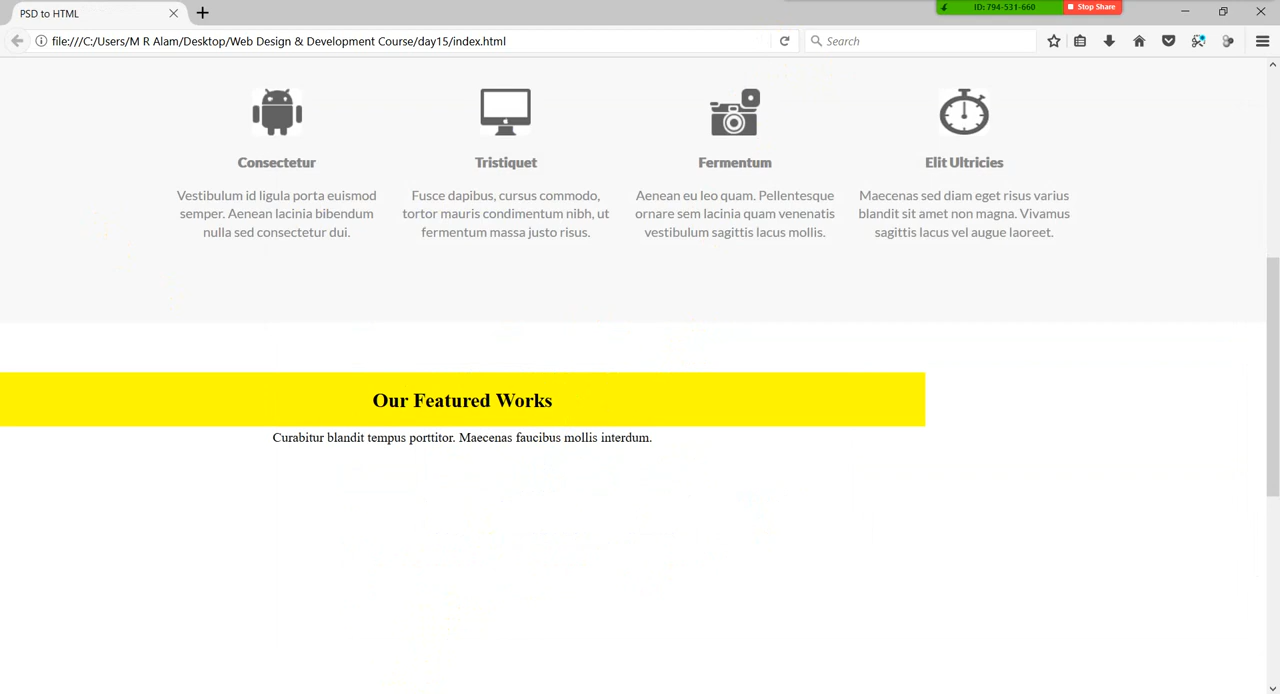 PSD to HTML
ID: 794-531-660
Stop Share
file:///C:/Users/M R Alam/Desktop/Web Design & Development Course/day15/index.html
Search
Consectetur
Vestibulum id ligula porta euismod
semper. Aenean lacinia bibendum
nulla sed consectetur dui.
Tristiquet
Fusce dapibus, cursus commodo,
tortor mauris condimentum nibh, ut
fermentum massa justo risus.
Fermentum
Aenean eu leo quam. Pellentesque
ornare sem lacinia quam venenatis
vestibulum sagittis lacus mollis.
Elit Ultricies
Maecenas sed diam eget risus varius
blandit sit amet non magna. Vivamus
sagittis lacus vel augue laoreet.
Our Featured Works
Curabitur blandit tempus porttitor. Maecenas faucibus mollis interdum.